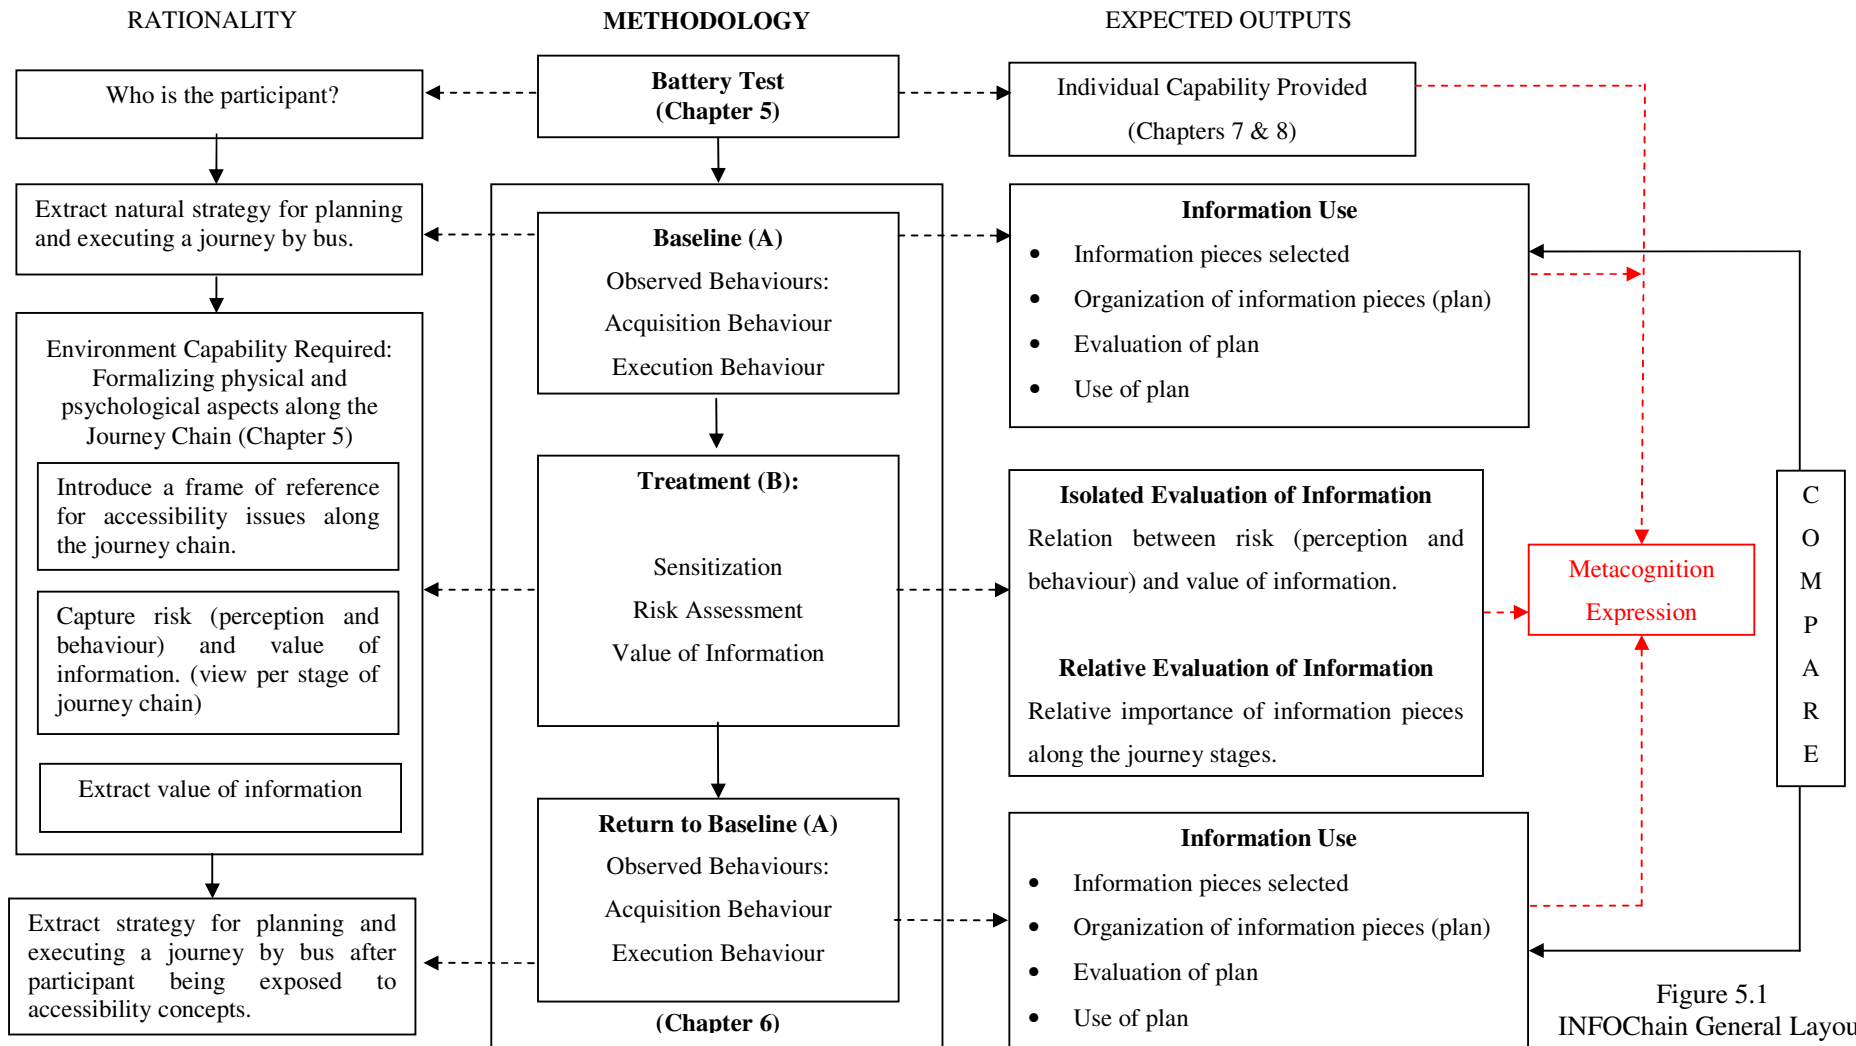 RATIONALITY
Who is the participant?
Extract natural strategy for planning
and executing a journey by bus.
Environment Capability Required:
Formalizing physical and
psychological aspects along the
Journey Chain (Chapter 5)
Introduce a frame of reference
for accessibility issues along
the journey chain.
Capture risk (perception and
behaviour) and value of
information. (view per stage of
journey chain)
Extract value of information
Extract strategy for planning and
executing a journey by bus after
participant being exposed to
accessibility concepts.
METHODOLOGY
Battery Test
(Chapter 5)
Baseline (A)
Observed Behaviours:
Acquisition Behaviour
Execution Behaviour
Treatment (B):
Sensitization
Risk Assessment
Value of Information
Return to Baseline (A)
Observed Behaviours:
Acquisition Behaviour
Execution Behaviour
(Chapter 6)
EXPECTED OUTPUTS
Individual Capability Provided
(Chapters 7 & 8)
Information Use
• Information pieces selected
• Organization of information pieces (plan)
• Evaluation of plan
• Use of plan
Isolated Evaluation of Information
Relation between risk (perception and
behaviour) and value of information.
Relative Evaluation of Information
Relative importance of information pieces
along the journey stages.
Information Use
• Information pieces selected
• Organization of information pieces (plan)
• Evaluation of plan
• Use of plan
Metacognition
Expression
C
O
M
P
A
R
E
Figure 5.1
INFOChain General Layou